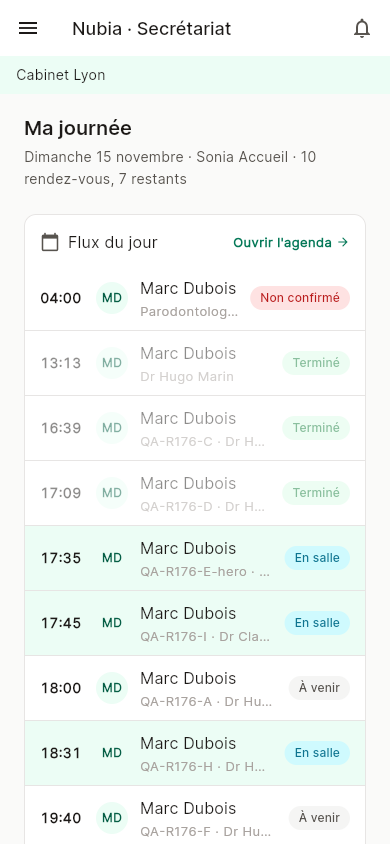 Nubia · Secrétariat
Cabinet Lyon
Ma journée
Dimanche 15 novembre · Sonia Accueil · 10
rendez-vous, 7 restants
Flux du jour
Ouvrir l'agenda →
04:00
MD
Marc Dubois
Parodontolog...
Non confirmé
13:13
MD
Marc Dubois
Dr Hugo Marin
Terminé
16:39
MD
Marc Dubois
QA-R176-C · Dr H...
Terminé
17:09
MD
Marc Dubois
QA-R176-D · Dr H...
Terminé
17:35
MD
Marc Dubois
QA-R176-E-hero · ...
En salle
17:45
MD
Marc Dubois
QA-R176-I · Dr Cla...
En salle
18:00
MD
Marc Dubois
QA-R176-A · Dr Hu...
À venir
18:31
MD
Marc Dubois
QA-R176-H · Dr H...
En salle
19:40
MD
Marc Dubois
QA-R176-F · Dr Hu...
À venir